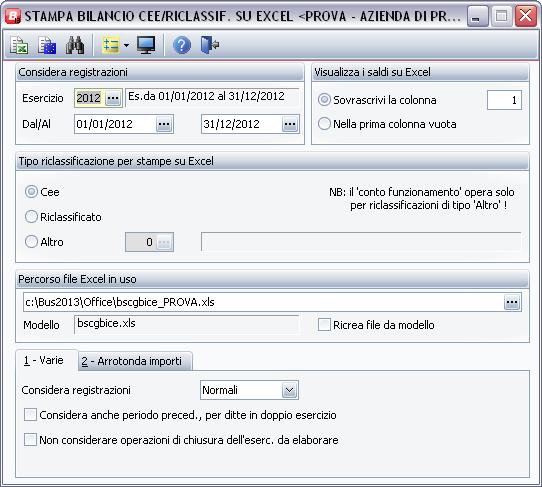 STAMPA BILANCIO CEE/RICLASSIF. SU EXCEL <PROVA - AZIENDA DI PR...
Considera registrazioni
Esercizio 2012 ... Es.da 01/01/2012 al 31/12/2012
Dal/Al 01/01/2012 ... 31/12/2012 ...
Visualizza i saldi su Excel
Sovrascrivi la colonna 1
Nella prima colonna vuota
Tipo riclassificazione per stampe su Excel
Cee
NB: il 'conto funzionamento' opera solo
per riclassificazioni di tipo 'Altro' !
Riclassificato
Altro 0 ...
Percorso file Excel in uso
c:\Bus2013\Office\bscgbice_PROVA.xls ...
Modello bscgbice.xls Ricrea file da modello
1 - Varie 2 - Arrotonda importi
Considera registrazioni Normali
Considera anche periodo preced., per ditte in doppio esercizio
Non considerare operazioni di chiusura dell'eserc. da elaborare